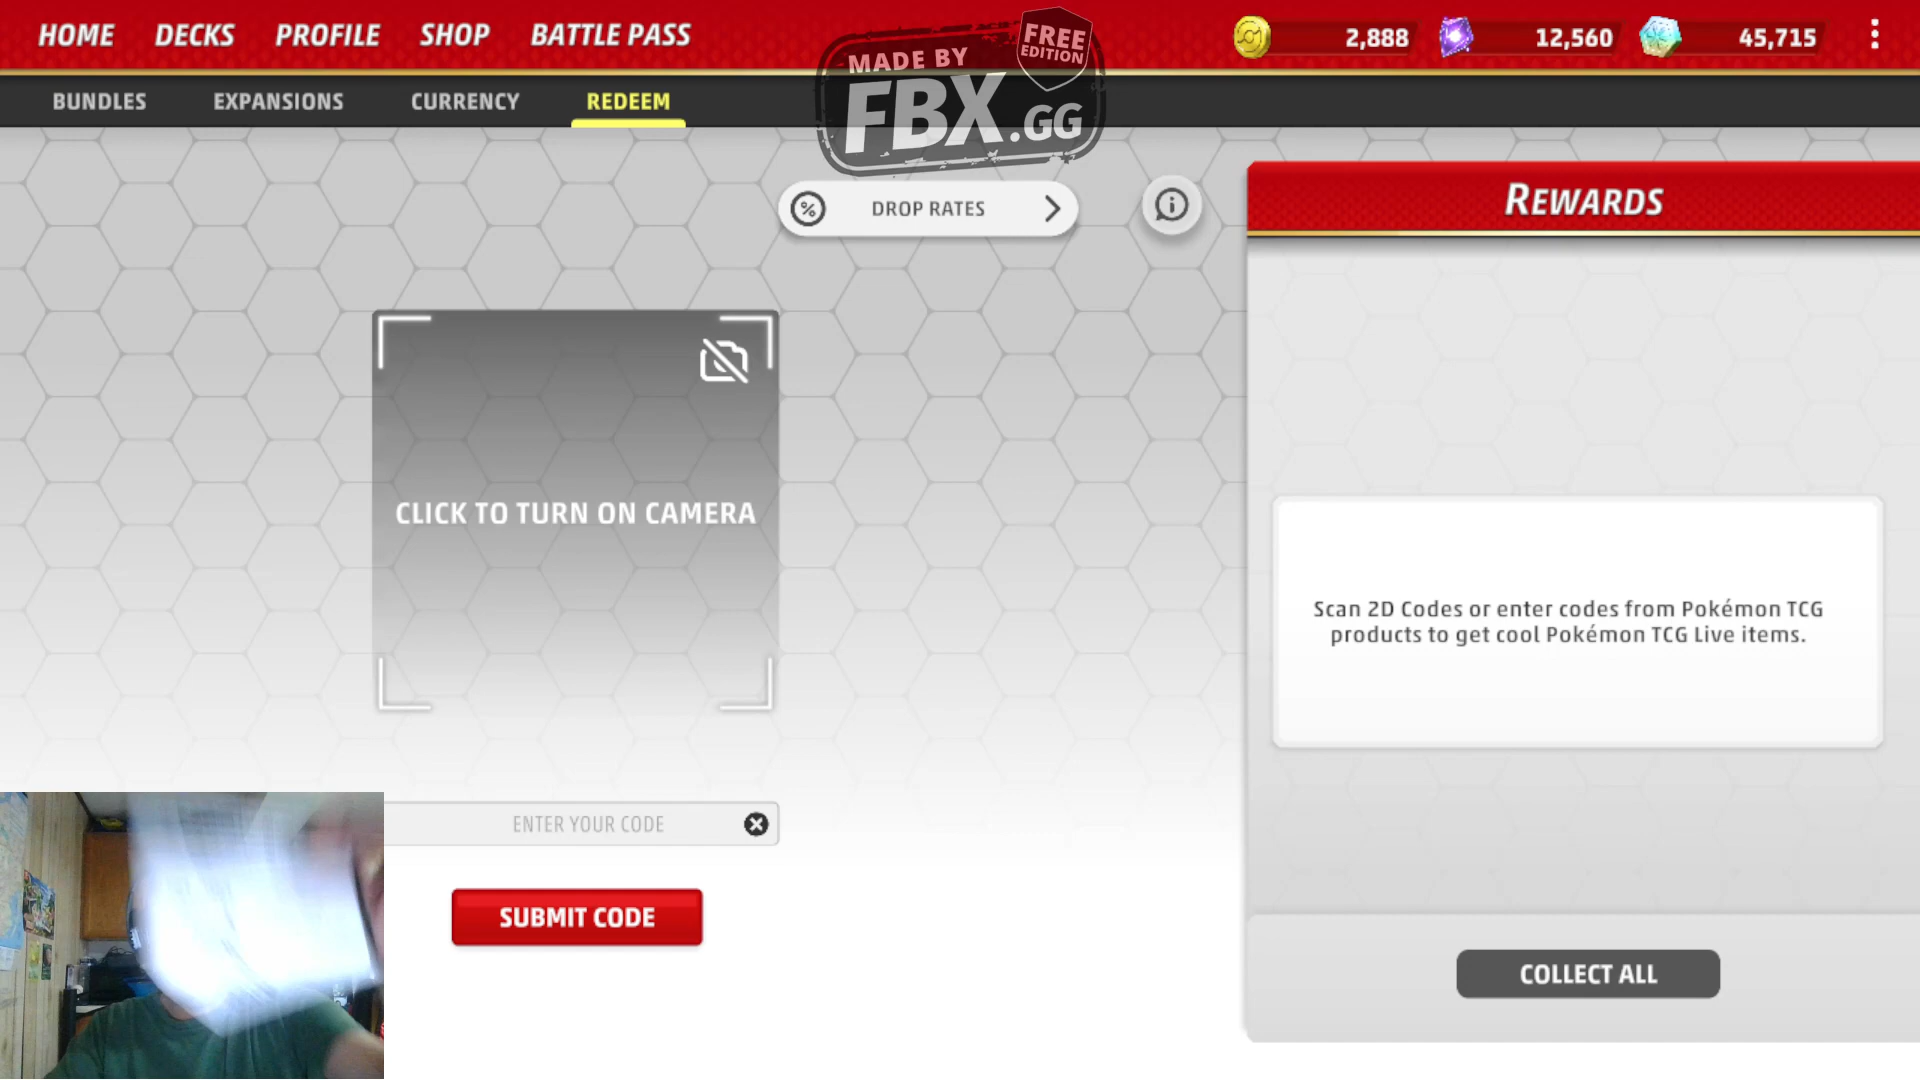 HOME DECKS PROFILE SHOP BATTLE PASS
2,888 12,560 45,715
MADE BY
FREE
EDITION
FBX.GG
BUNDLES EXPANSIONS CURRENCY REDEEM
DROP RATES
REWARDS
CLICK TO TURN ON CAMERA
Scan 2D Codes or enter codes from Pokémon TCG
products to get cool Pokémon TCG Live items.
ENTER YOUR CODE
SUBMIT CODE
COLLECT ALL